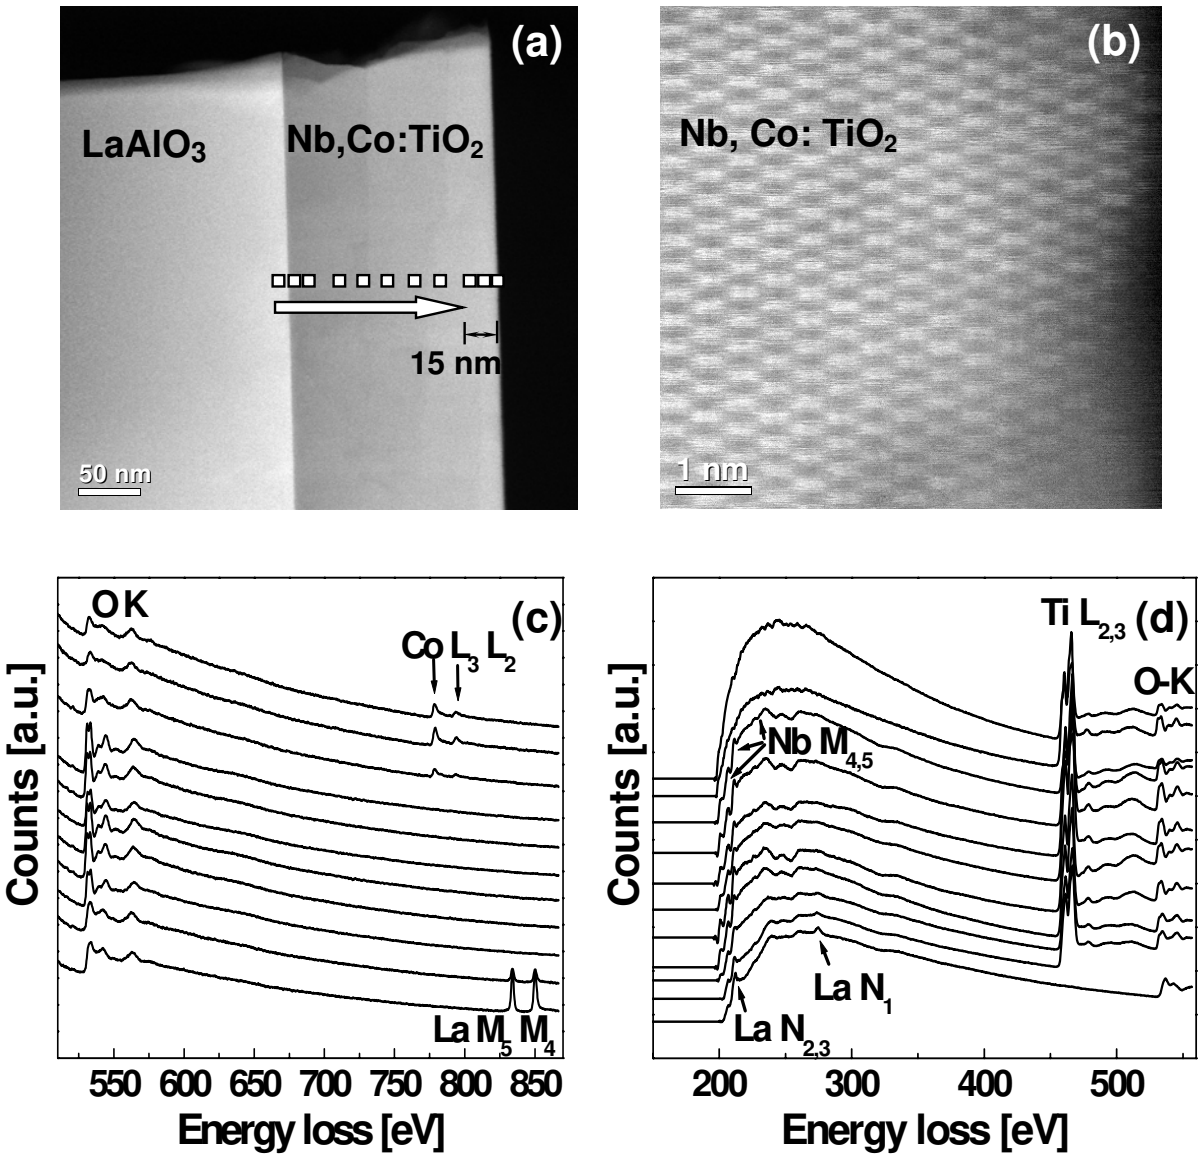 (a)
LaAlO₃
Nb,Co:TiO₂
15 nm
50 nm
(b)
Nb, Co: TiO₂
1 nm
O K
(c)
Co L₃ L₂
La M₅ M₄
Counts [a.u.]
550 600 650 700 750 800 850
Energy loss [eV]
Ti L₂,₃ (d)
O-K
Nb M₄,₅
La N₁
La N₂,₃
Counts [a.u.]
200 300 400 500
Energy loss [eV]